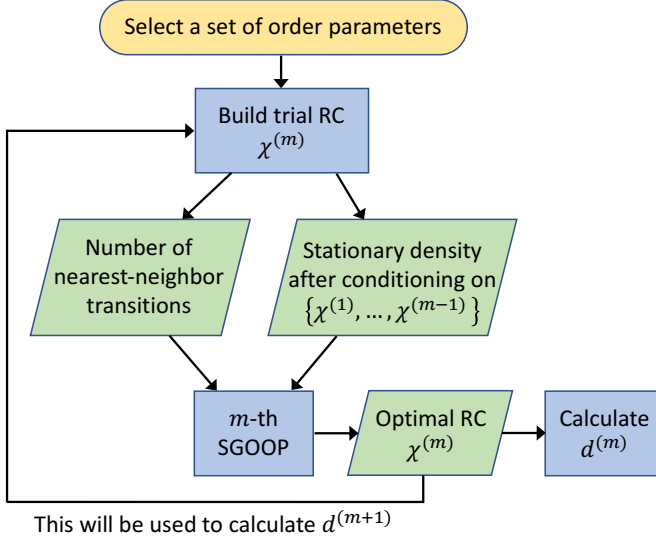 Select a set of order parameters
Build trial RC
χ^(m)
Number of
nearest-neighbor
transitions
Stationary density
after conditioning on
{χ^(1), …, χ^(m−1)}
m-th
SGOOP
Optimal RC
χ^(m)
Calculate
d^(m)
This will be used to calculate d^(m+1)